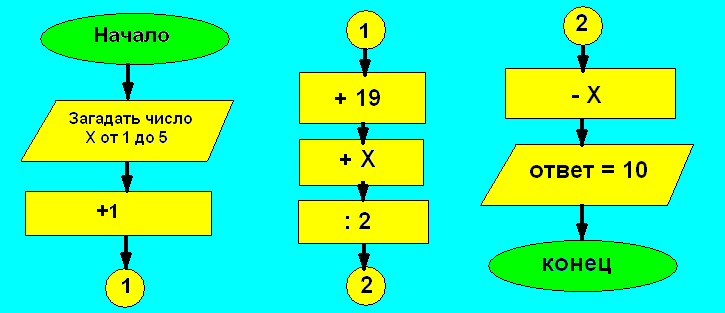 Начало
Загадать число
X от 1 до 5
+1
1
1
+ 19
+ X
: 2
2
2
- X
ответ = 10
конец